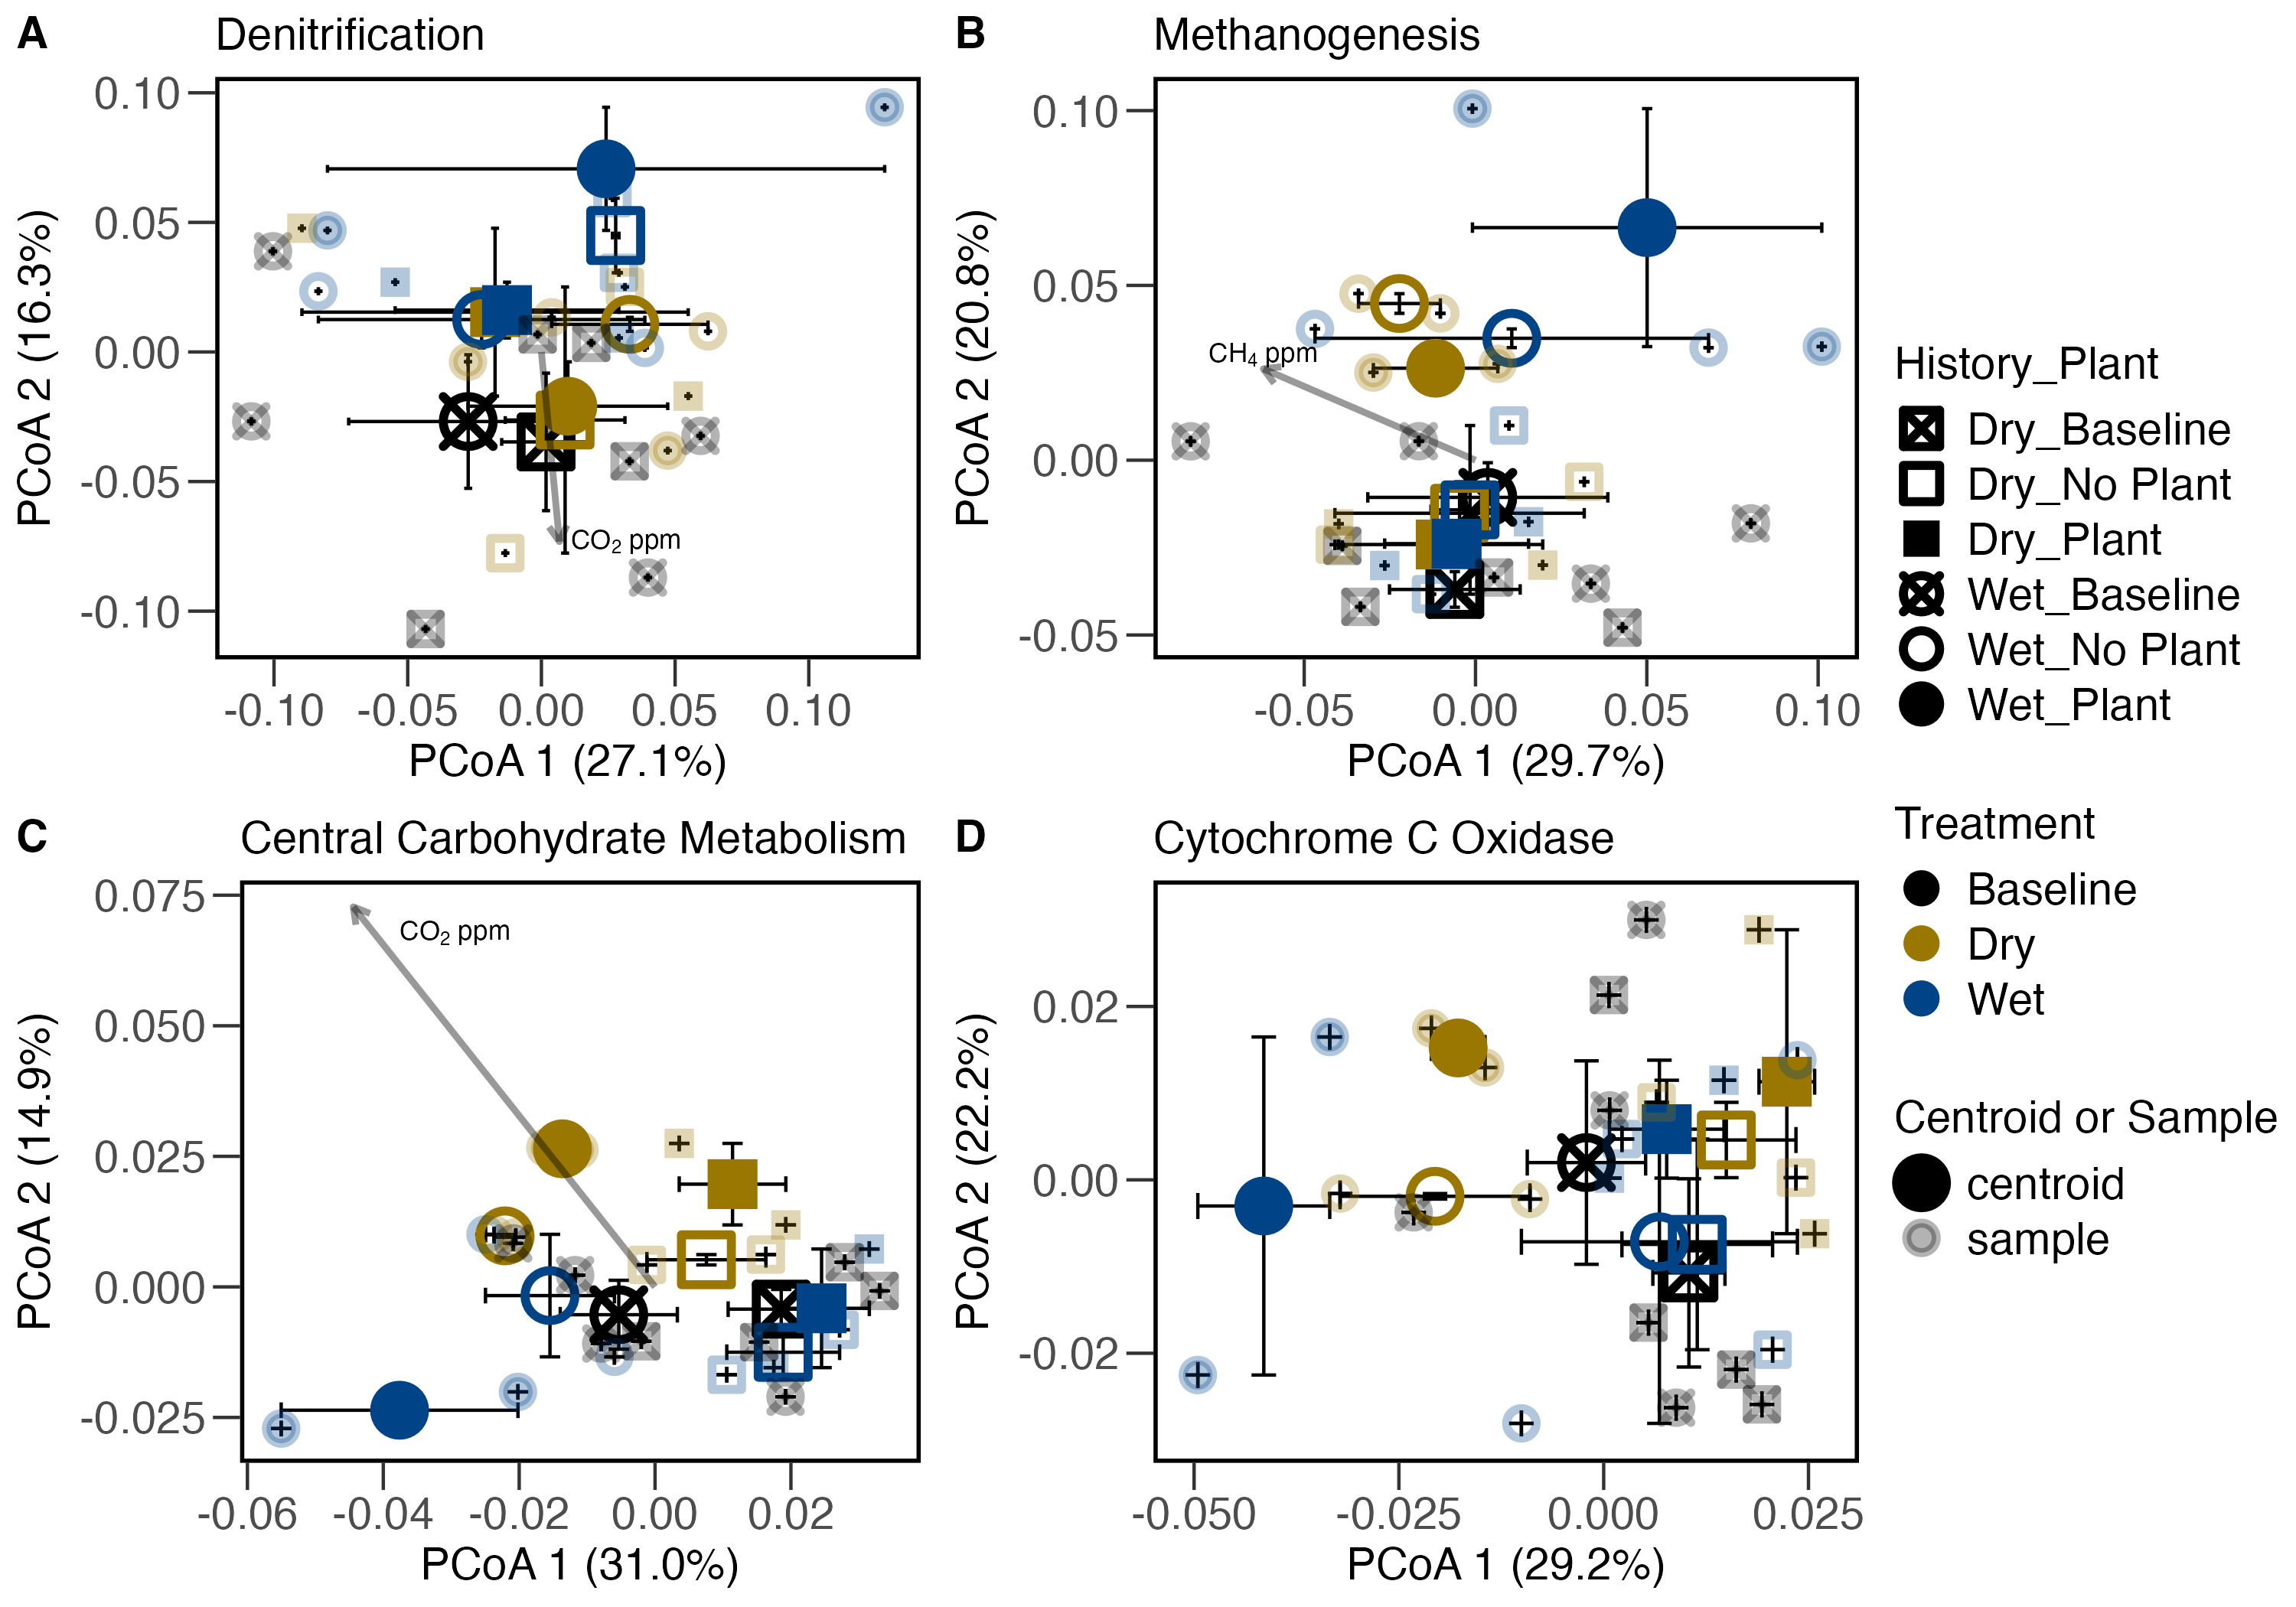 A
Denitrification
0.10
0.05
0.00
-0.05
-0.10
PCoA 2 (16.3%)
CO₂ ppm
-0.10
-0.05
0.00
0.05
0.10
PCoA 1 (27.1%)
B
Methanogenesis
0.10
0.05
0.00
-0.05
PCoA 2 (20.8%)
CH₄ ppm
-0.05
0.00
0.05
0.10
PCoA 1 (29.7%)
C
Central Carbohydrate Metabolism
0.075
0.050
0.025
0.000
-0.025
PCoA 2 (14.9%)
CO₂ ppm
-0.06
-0.04
-0.02
0.00
0.02
PCoA 1 (31.0%)
D
Cytochrome C Oxidase
0.02
0.00
-0.02
PCoA 2 (22.2%)
-0.050
-0.025
0.000
0.025
PCoA 1 (29.2%)
History_Plant
Dry_Baseline
Dry_No Plant
Dry_Plant
Wet_Baseline
Wet_No Plant
Wet_Plant
Treatment
Baseline
Dry
Wet
Centroid or Sample
centroid
sample